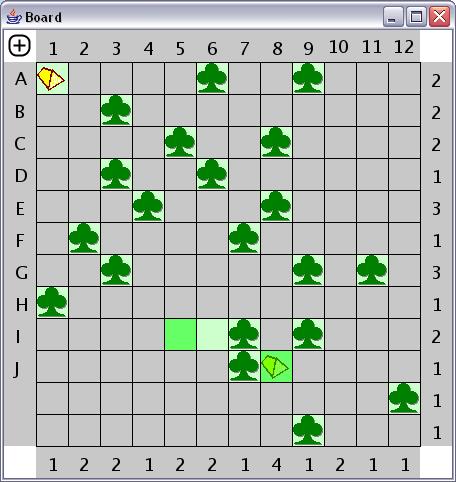 Board
1 2 3 4 5 6 7 8 9 10 11 12
A 2
B 2
C 2
D 1
E 3
F 1
G 3
H 1
I 2
J 1
1
1
1 2 2 1 2 2 1 4 1 2 1 1